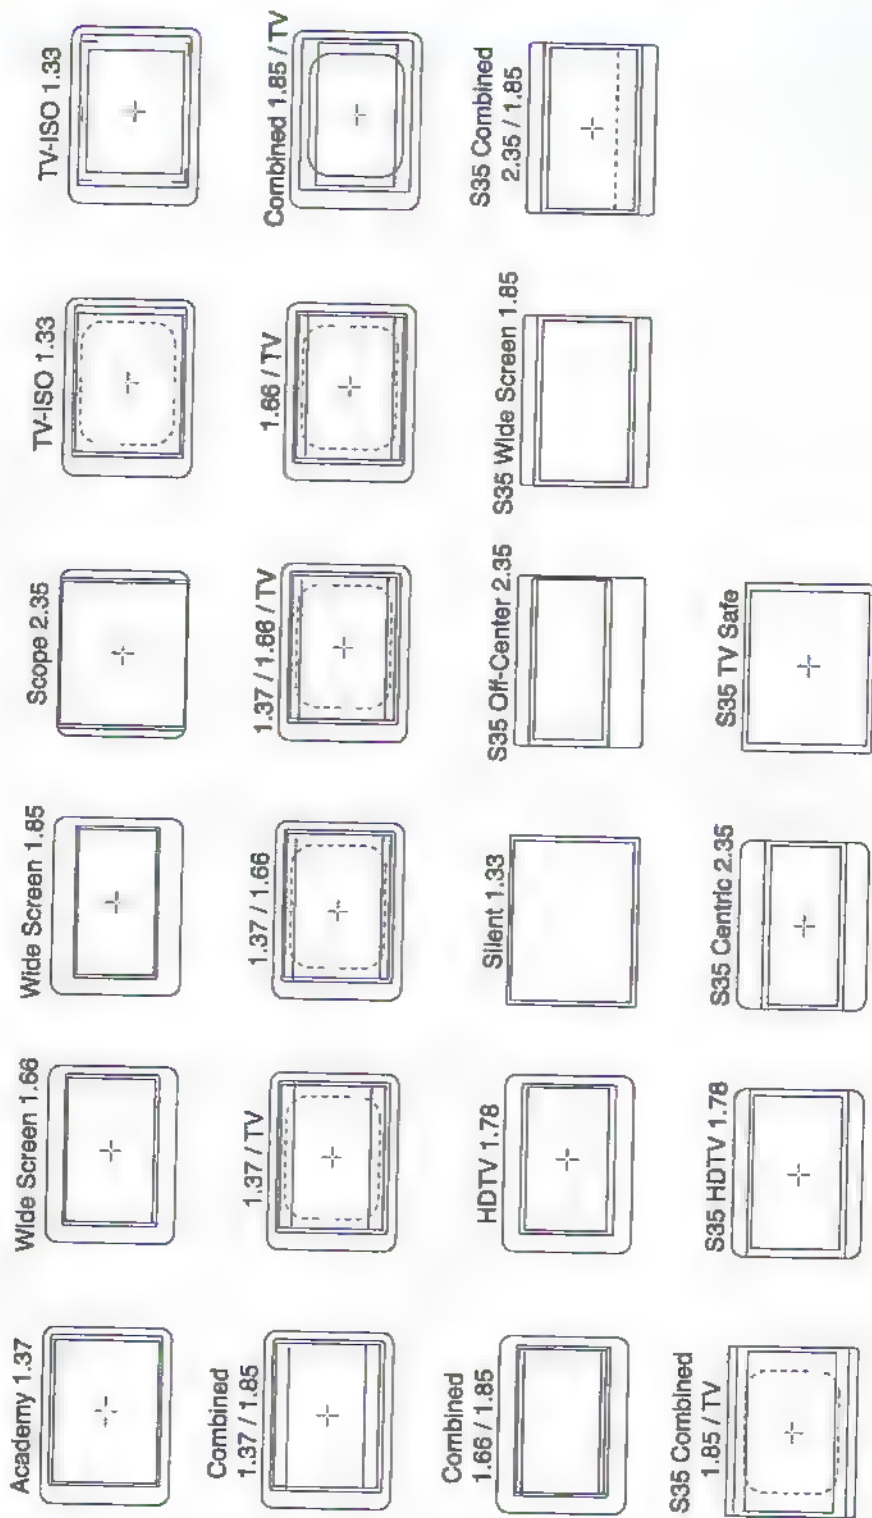 Academy 1.37
Wide Screen 1.66
Wide Screen 1.85
Scope 2.35
TV-ISO 1.33
TV-ISO 1.33
Combined
1.37 / 1.85
1.37 / TV
1.37 / 1.66
1.37 / 1.66 / TV
1.66 / TV
Combined 1.85 / TV
Combined
1.66 / 1.85
HDTV 1.78
Silent 1.33
S35 Off-Center 2.35
S35 Wide Screen 1.85
S35 Combined
2.35 / 1.85
S35 Combined
1.85 / TV
S35 HDTV 1.78
S35 Centric 2.35
S35 TV Safe